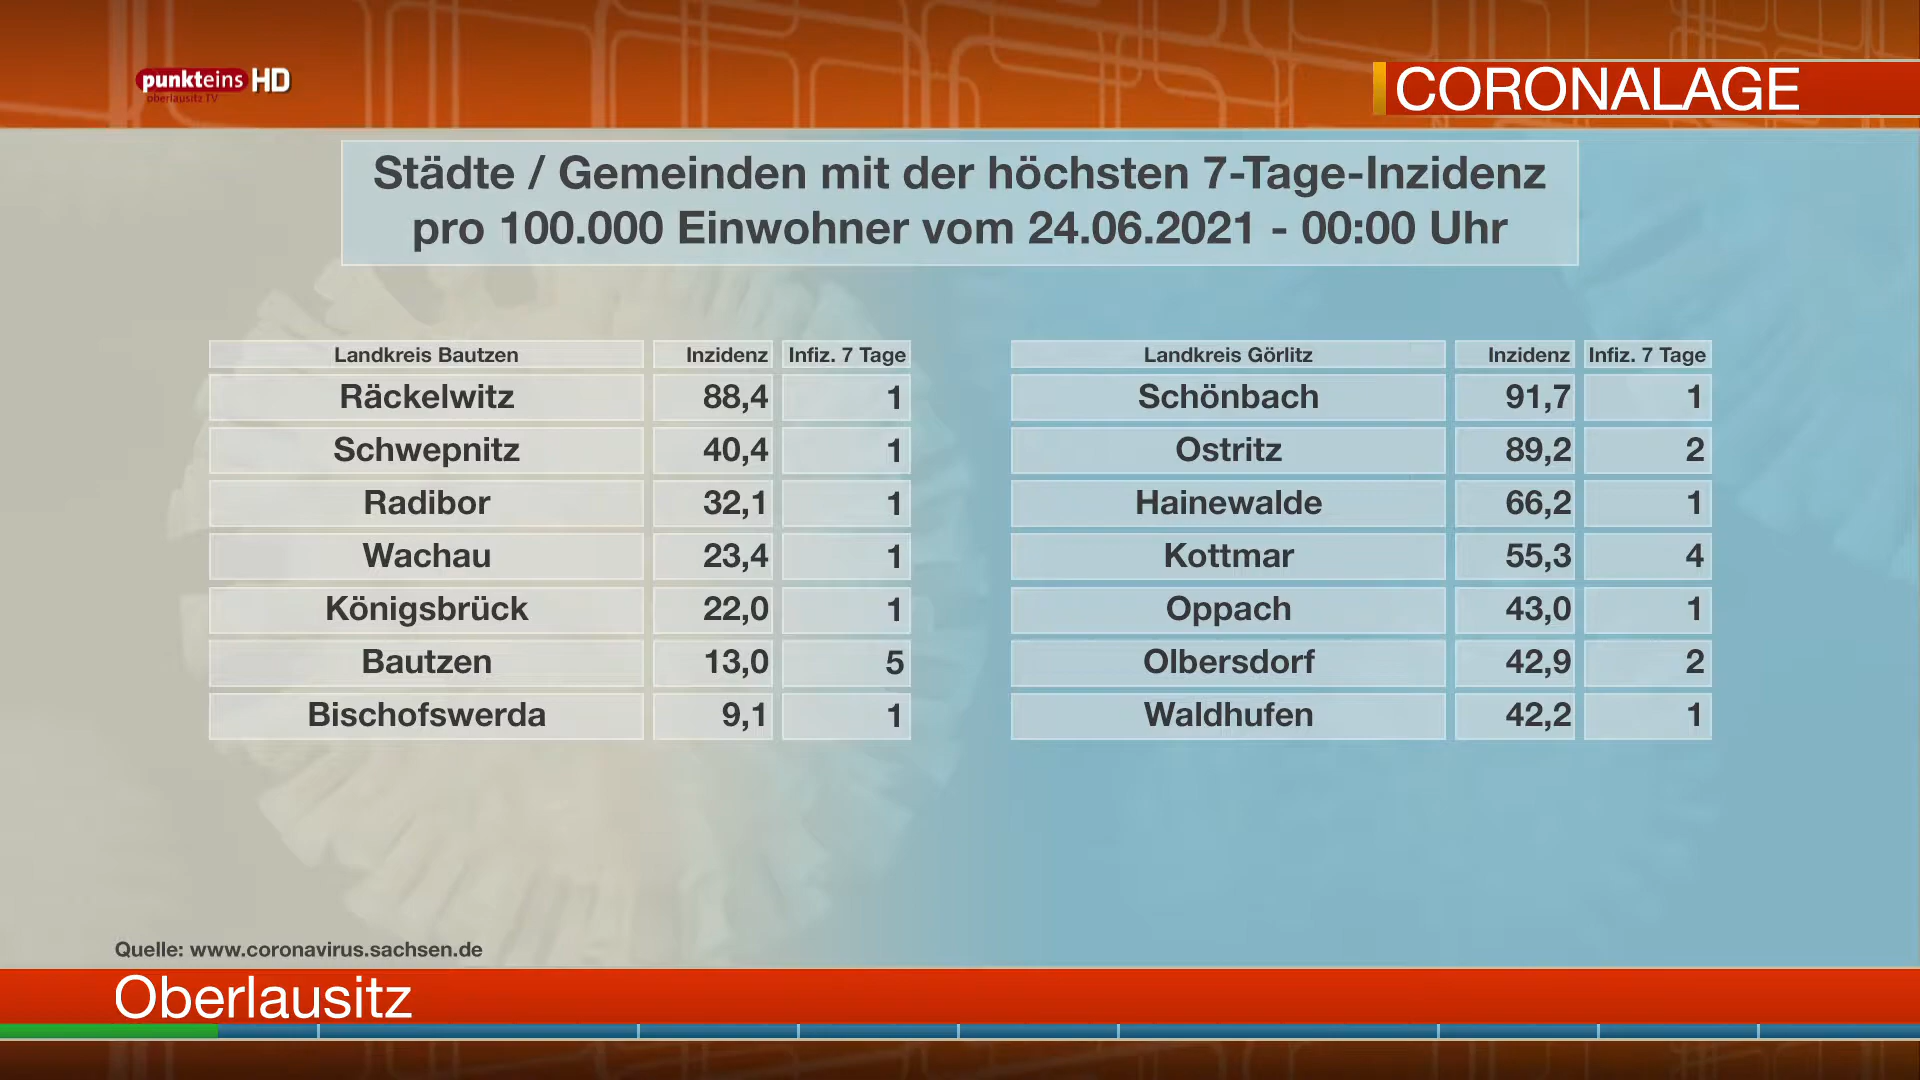 punkteins HD
oberlausitz TV
CORONALAGE
Städte / Gemeinden mit der höchsten 7-Tage-Inzidenz
pro 100.000 Einwohner vom 24.06.2021 - 00:00 Uhr
Landkreis Bautzen Inzidenz Infiz. 7 Tage
Räckelwitz 88,4 1
Schwepnitz 40,4 1
Radibor 32,1 1
Wachau 23,4 1
Königsbrück 22,0 1
Bautzen 13,0 5
Bischofswerda 9,1 1
Landkreis Görlitz Inzidenz Infiz. 7 Tage
Schönbach 91,7 1
Ostritz 89,2 2
Hainewalde 66,2 1
Kottmar 55,3 4
Oppach 43,0 1
Olbersdorf 42,9 2
Waldhufen 42,2 1
Quelle: www.coronavirus.sachsen.de
Oberlausitz